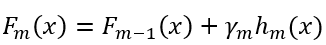 F_m(x) = F_{m-1}(x) + γ_m h_m(x)